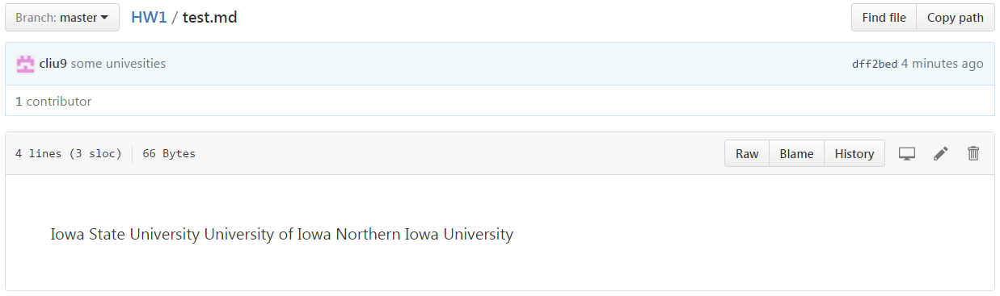 Branch: master HW1 / test.md Find file Copy path
cliu9 some univesities dff2bed 4 minutes ago
1 contributor
4 lines (3 sloc) 66 Bytes Raw Blame History
Iowa State University University of Iowa Northern Iowa University